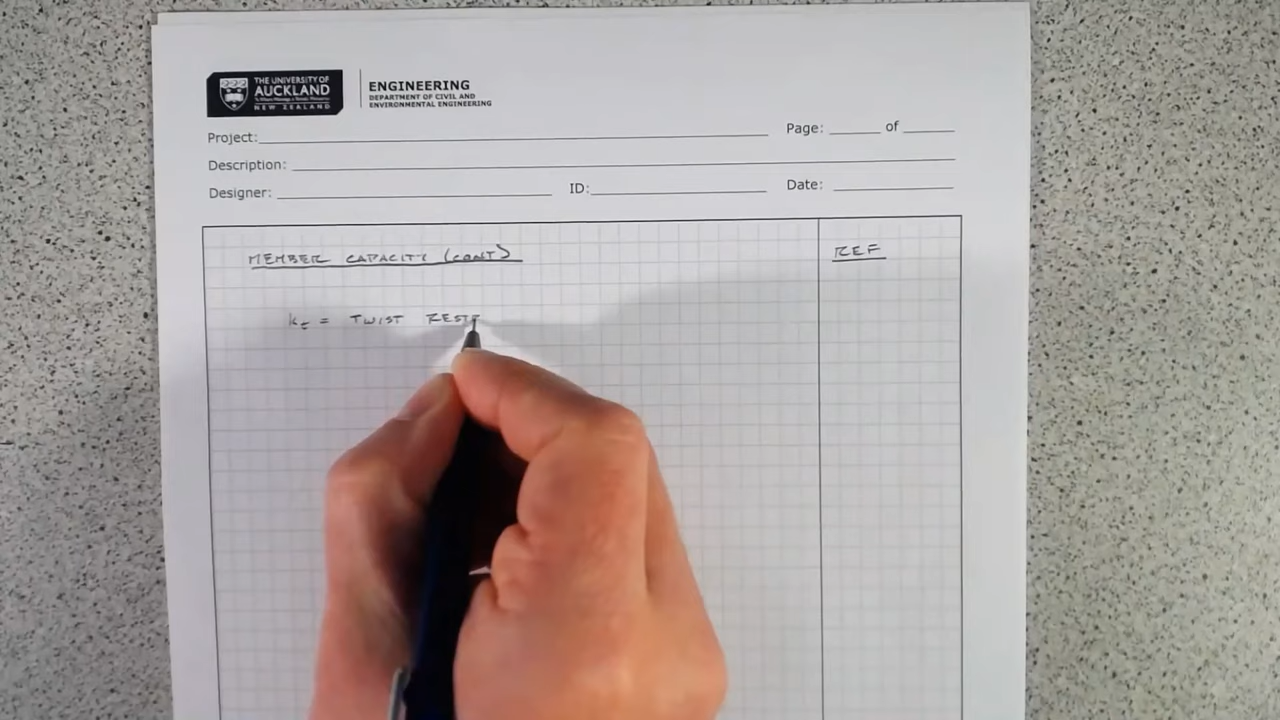 THE UNIVERSITY OF
AUCKLAND
NEW ZEALAND
ENGINEERING
DEPARTMENT OF CIVIL AND
ENVIRONMENTAL ENGINEERING
Project:
Page: of
Description:
Designer: ID: Date:
MEMBER CAPACITY (CONT) REF
kt = TWIST REST